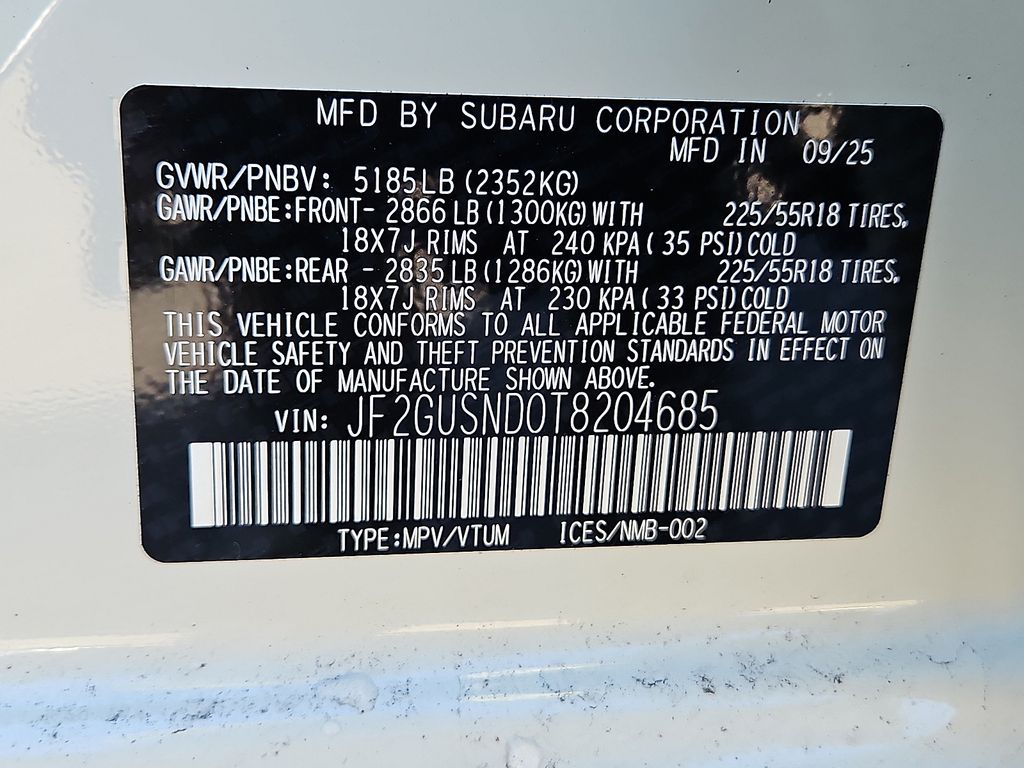 MFD BY SUBARU CORPORATION
MFD IN 09/25
GVWR/PNBV: 5185LB (2352KG)
GAWR/PNBE:FRONT- 2866 LB (1300KG) WITH 225/55R18 TIRES,
18X7J RIMS AT 240 KPA ( 35 PSI) COLD
GAWR/PNBE:REAR - 2835 LB (1286KG) WITH 225/55R18 TIRES,
18X7J RIMS AT 230 KPA ( 33 PSI) COLD
THIS VEHICLE CONFORMS TO ALL APPLICABLE FEDERAL MOTOR
VEHICLE SAFETY AND THEFT PREVENTION STANDARDS IN EFFECT ON
THE DATE OF MANUFACTURE SHOWN ABOVE.
VIN: JF2GUSND0T8204685
TYPE:MPV/VTUM ICES/NMB-002